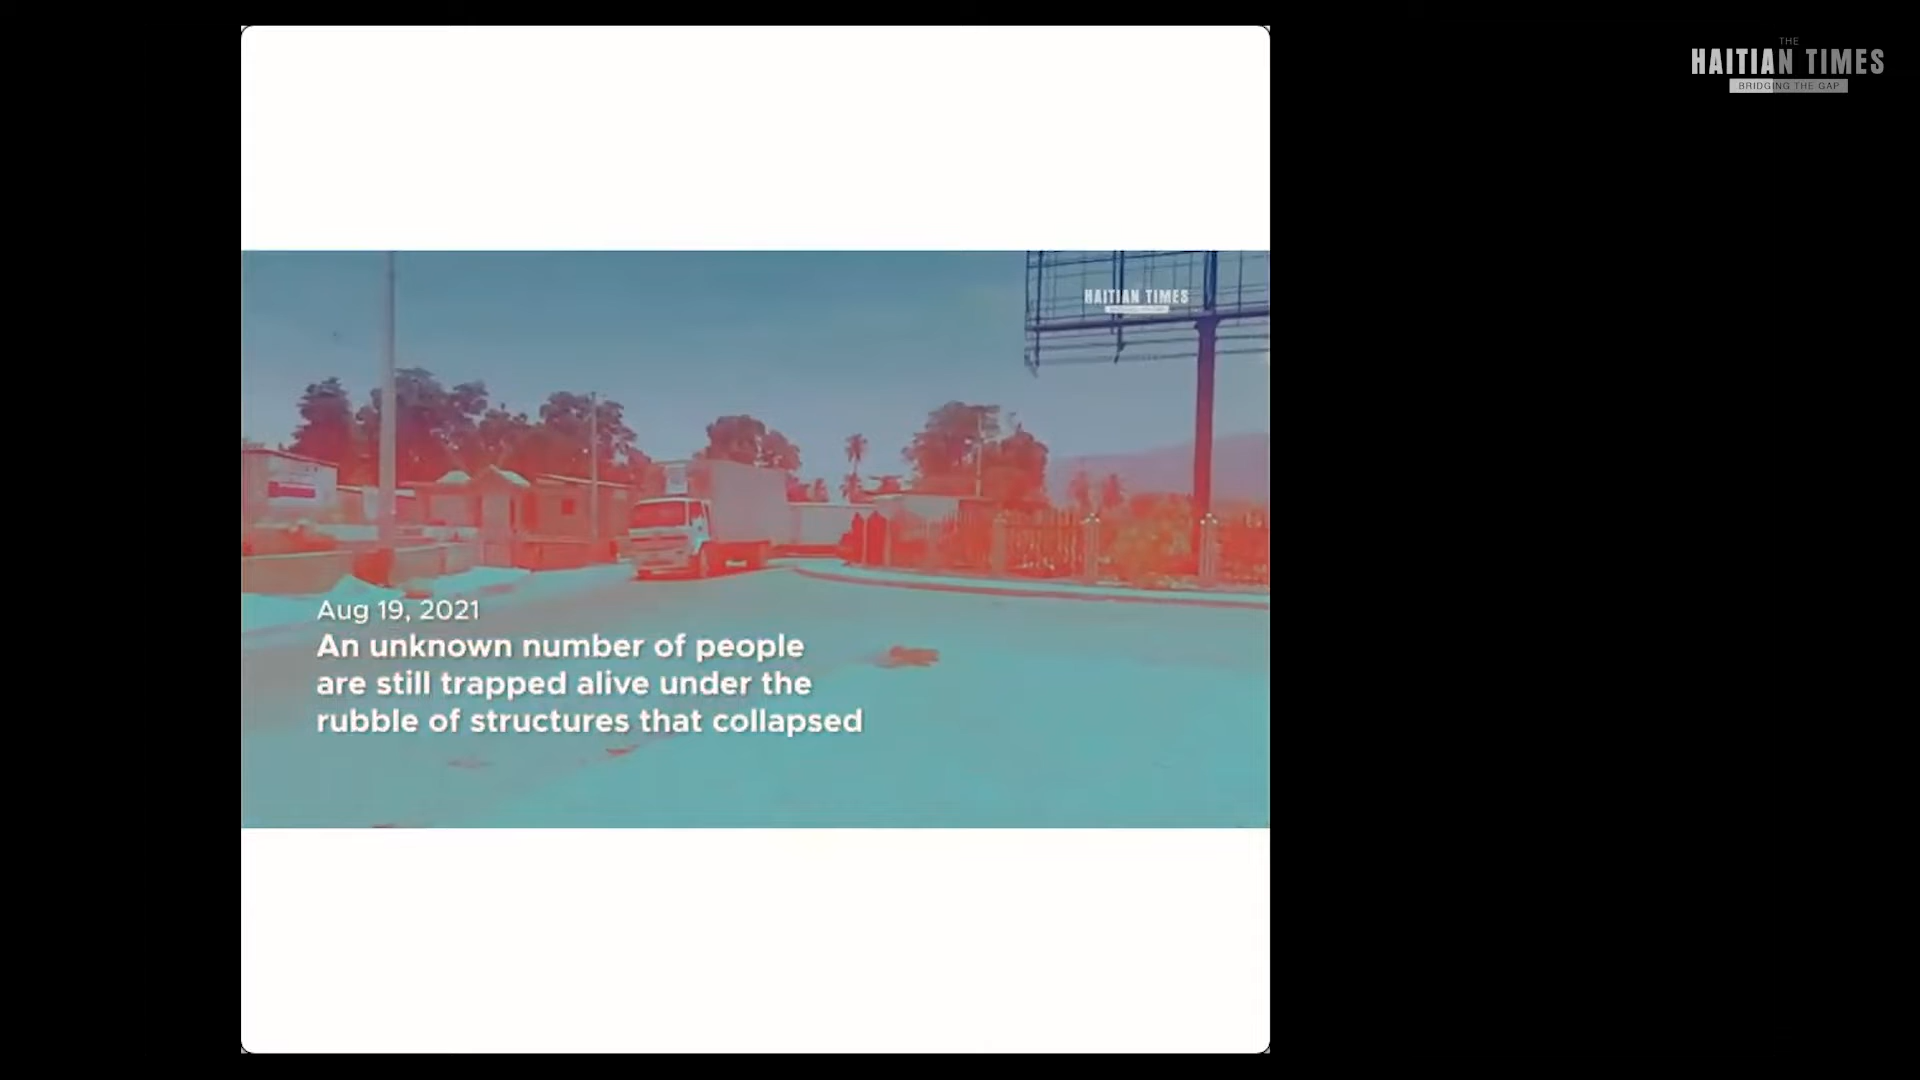 THE
HAITIAN TIMES
BRIDGING THE GAP
HAITIAN TIMES
Aug 19, 2021
An unknown number of people
are still trapped alive under the
rubble of structures that collapsed